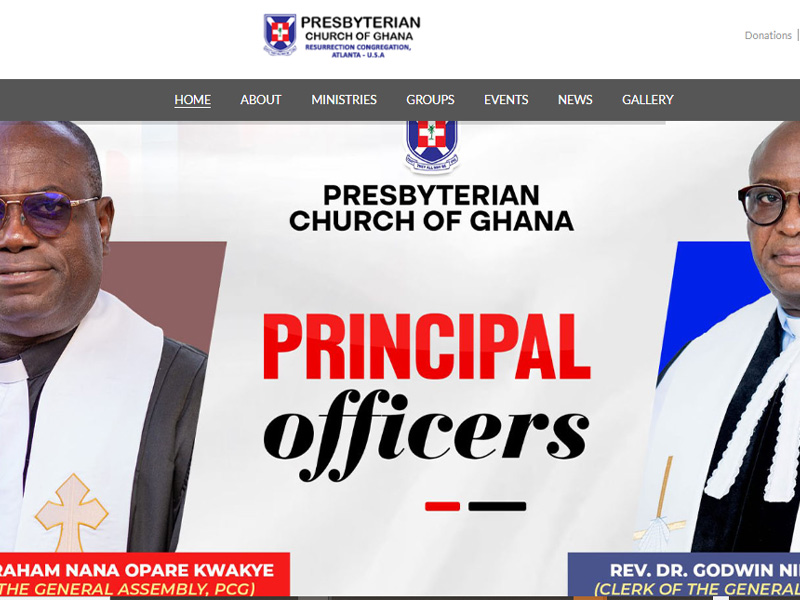 PRESBYTERIAN
CHURCH OF GHANA
RESURRECTION CONGREGATION,
ATLANTA - U.S.A
Donations |
HOME ABOUT MINISTRIES GROUPS EVENTS NEWS GALLERY
PRESBYTERIAN
CHURCH OF GHANA
PRINCIPAL
officers
RAHAM NANA OPARE KWAKYE
THE GENERAL ASSEMBLY, PCG)
REV. DR. GODWIN NII
(CLERK OF THE GENERAL